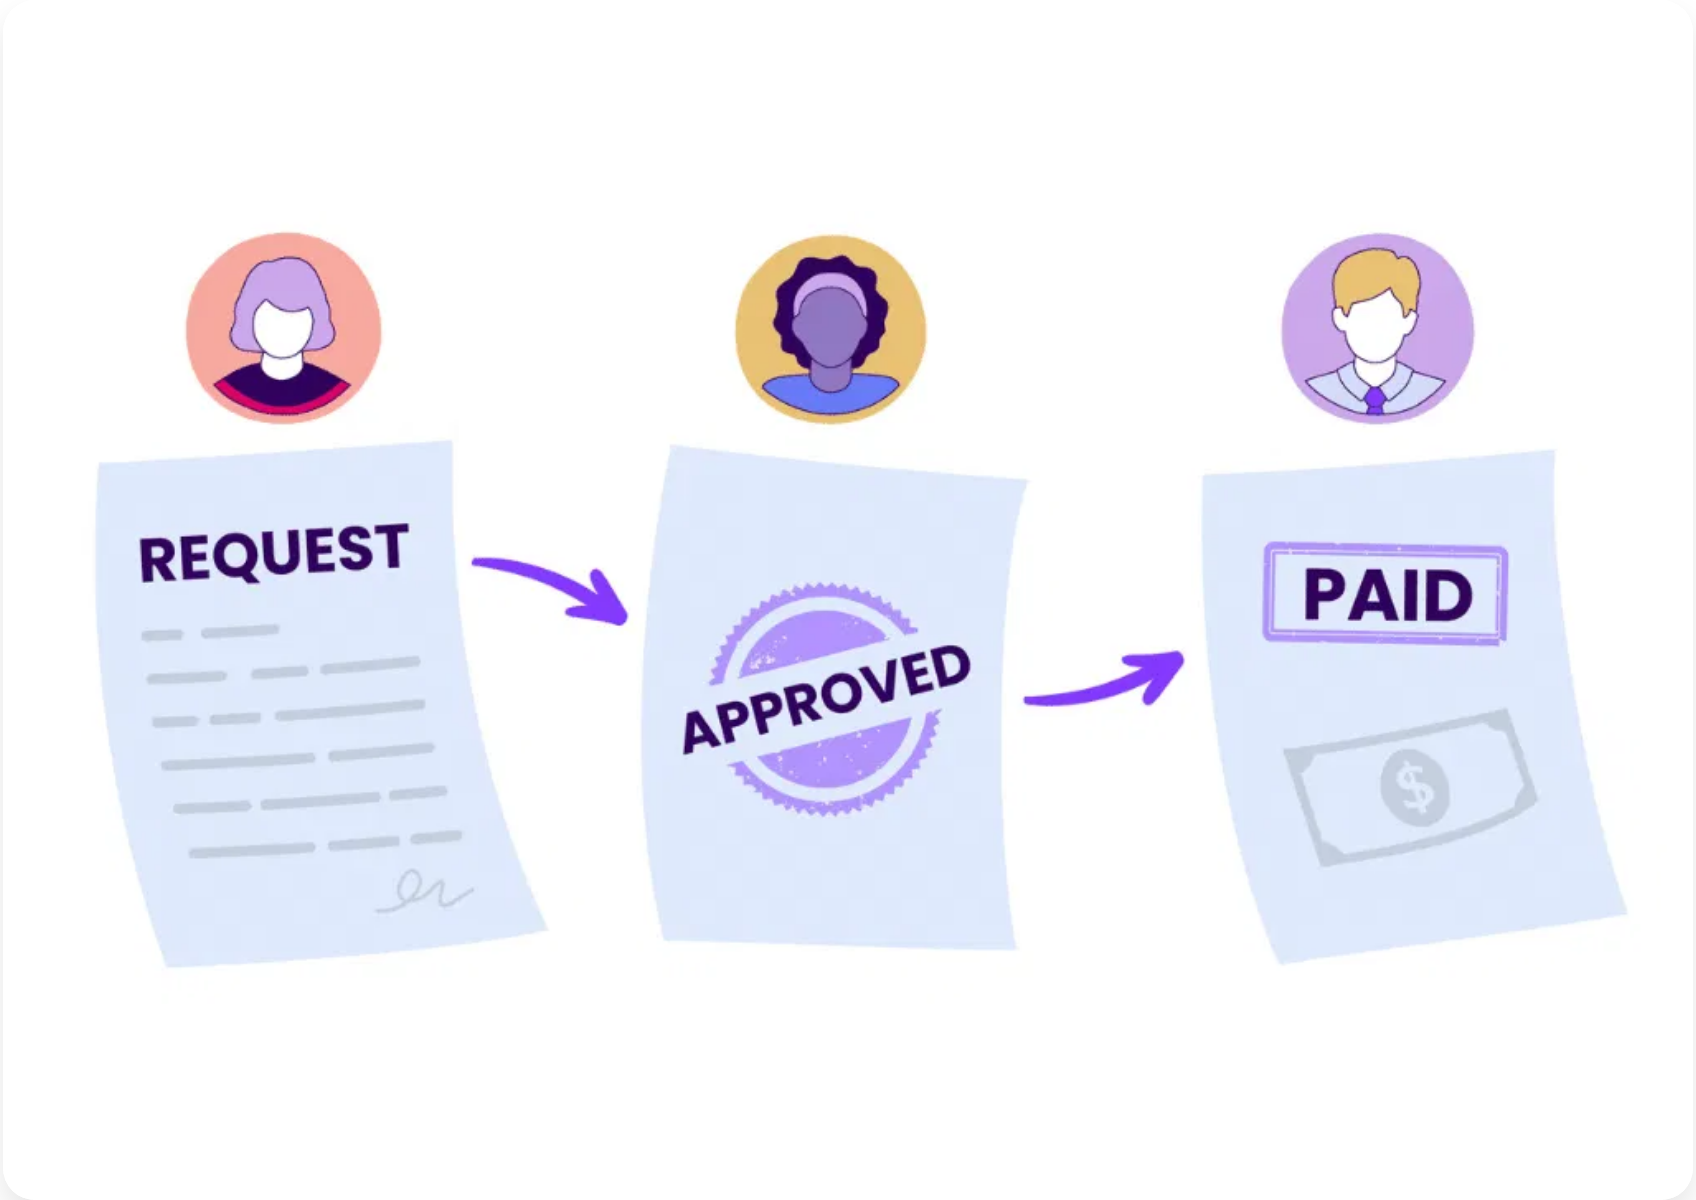 REQUEST
APPROVED
PAID
$